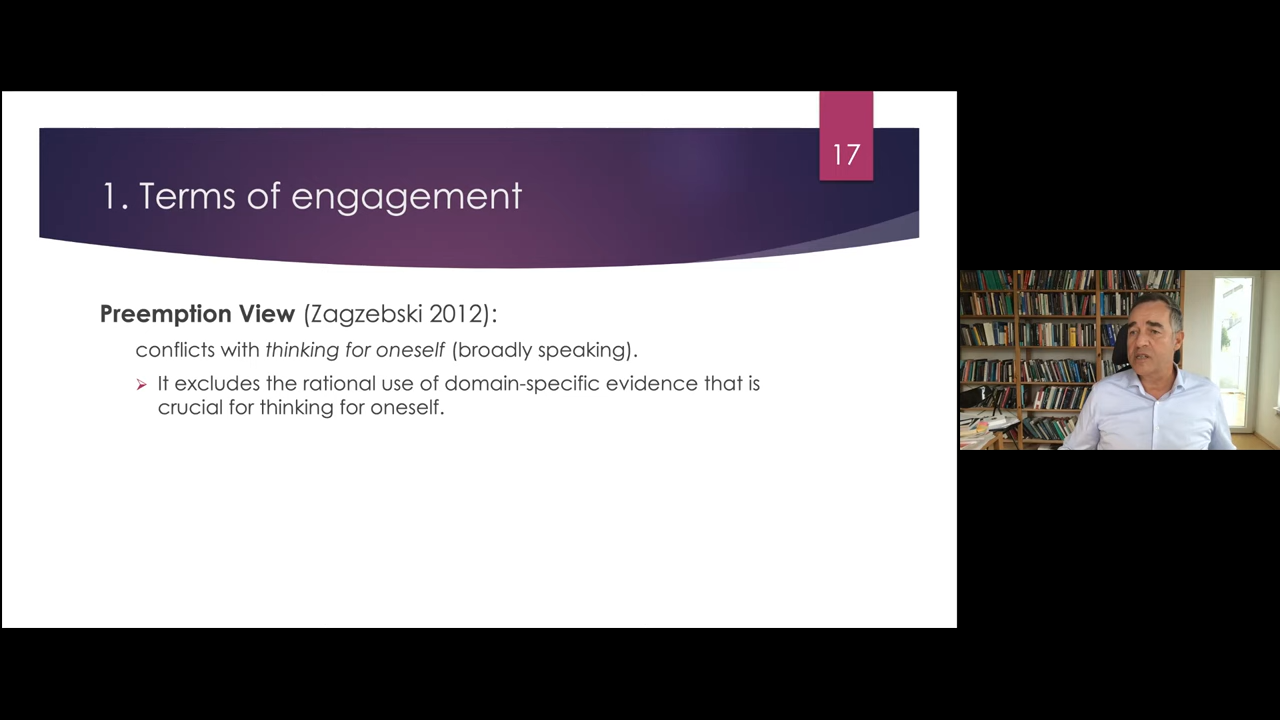 17
1. Terms of engagement
Preemption View (Zagzebski 2012):
conflicts with thinking for oneself (broadly speaking).
➢ It excludes the rational use of domain-specific evidence that is
crucial for thinking for oneself.